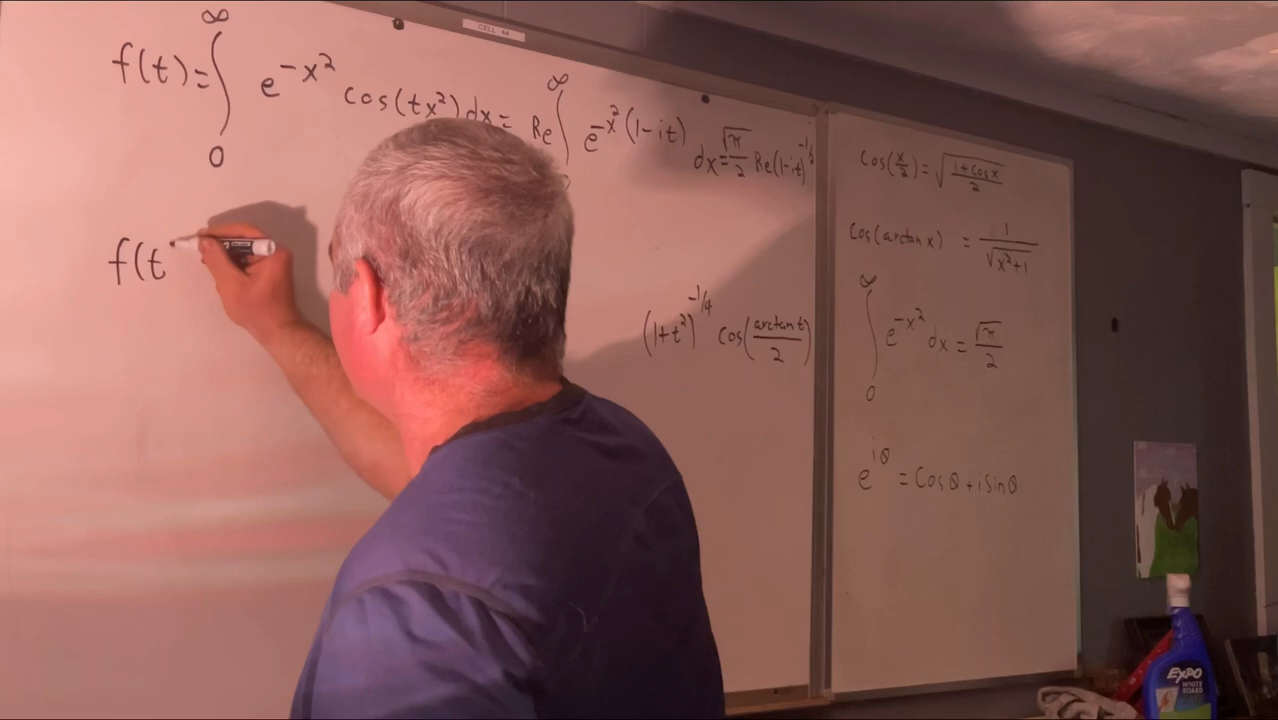 CELL 44
f(t) = ∫₀^∞ e^{-x²} cos(tx²) dx = Re ∫^∞ e^{-x²(1-it)} dx = √π/2 Re(1-it)^{-1/2}
f(t
(1+t²)^{-1/4} cos(arctan t/2)
cos(x/2) = √((1+cos x)/2)
cos(arctan x) = 1/√(x²+1)
∫₀^∞ e^{-x²} dx = √π/2
e^{iθ} = cos θ + i sin θ
EXPO
WHITE
BOARD